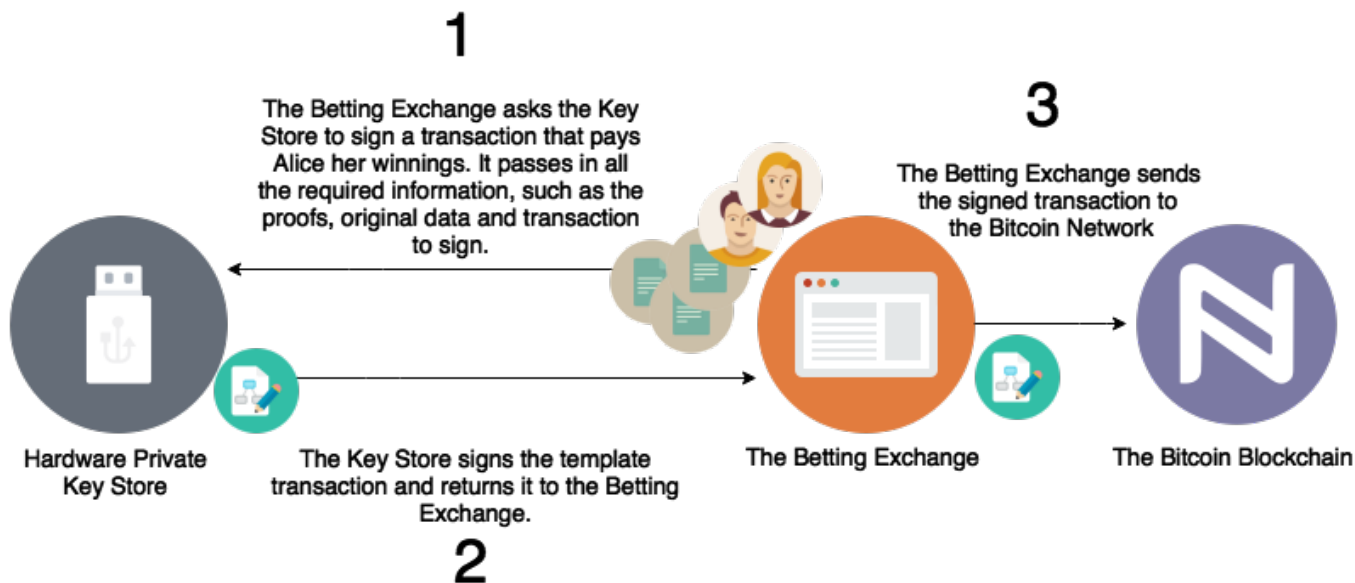 1
The Betting Exchange asks the Key
Store to sign a transaction that pays
Alice her winnings. It passes in all
the required information, such as the
proofs, original data and transaction
to sign.
3
The Betting Exchange sends
the signed transaction to
the Bitcoin Network
Hardware Private
Key Store
The Key Store signs the template
transaction and returns it to the Betting
Exchange.
2
The Betting Exchange
The Bitcoin Blockchain